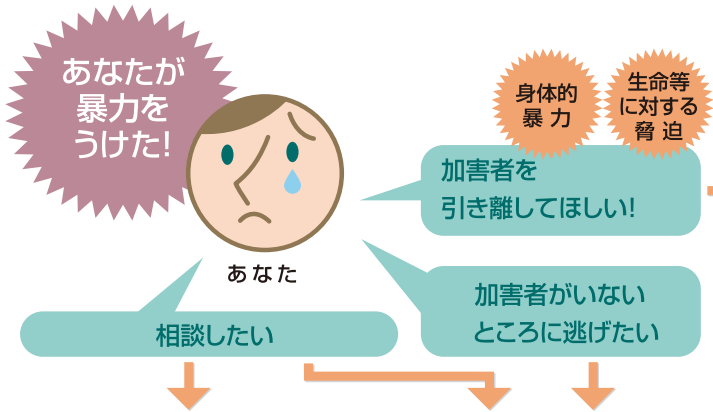 あなたが
暴力を
うけた!
身体的
暴力
生命等
に対する
脅迫
加害者を
引き離してほしい!
あなた
加害者がいない
ところに逃げたい
相談したい